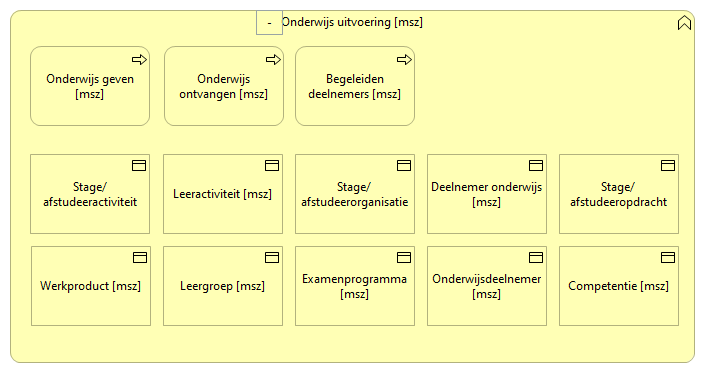 - Onderwijs uitvoering [msz]
Onderwijs geven
[msz]
Onderwijs
ontvangen [msz]
Begeleiden
deelnemers [msz]
Stage/
afstudeeractiviteit
Leeractiviteit [msz]
Stage/
afstudeerorganisatie
Deelnemer onderwijs
[msz]
Stage/
afstudeeropdracht
Werkproduct [msz]
Leergroep [msz]
Examenprogramma
[msz]
Onderwijsdeelnemer
[msz]
Competentie [msz]